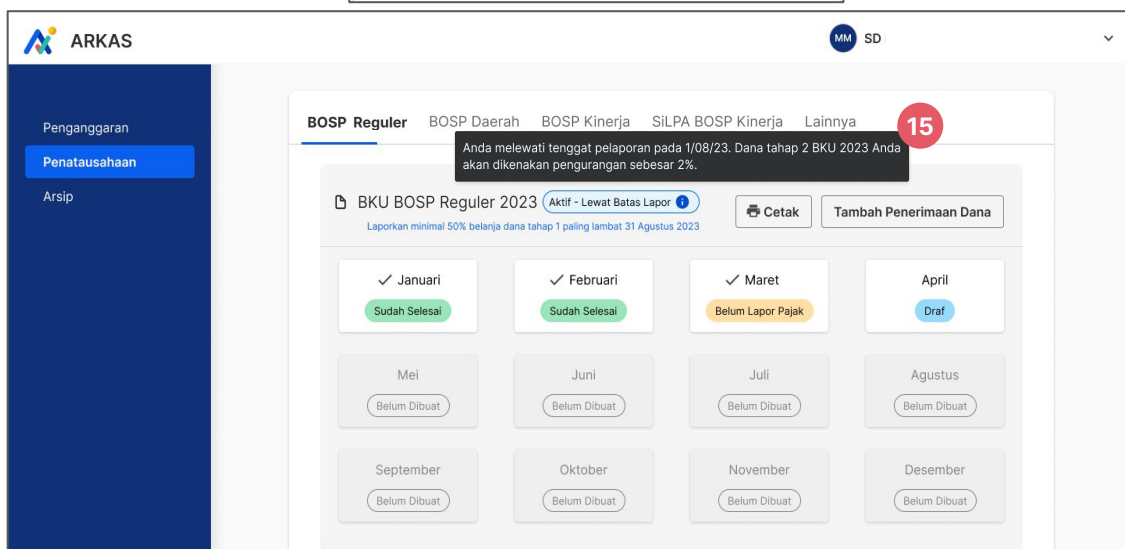 ARKAS
MM SD
Penganggaran
Penatausahaan
Arsip
BOSP Reguler BOSP Daerah BOSP Kinerja SiLPA BOSP Kinerja Lainnya
15
Anda melewati tenggat pelaporan pada 1/08/23. Dana tahap 2 BKU 2023 Anda
akan dikenakan pengurangan sebesar 2%.
BKU BOSP Reguler 2023 Aktif - Lewat Batas Lapor
Laporkan minimal 50% belanja dana tahap 1 paling lambat 31 Agustus 2023
Cetak
Tambah Penerimaan Dana
Januari
Sudah Selesai
Februari
Sudah Selesai
Maret
Belum Lapor Pajak
April
Draf
Mei
Belum Dibuat
Juni
Belum Dibuat
Juli
Belum Dibuat
Agustus
Belum Dibuat
September
Belum Dibuat
Oktober
Belum Dibuat
November
Belum Dibuat
Desember
Belum Dibuat